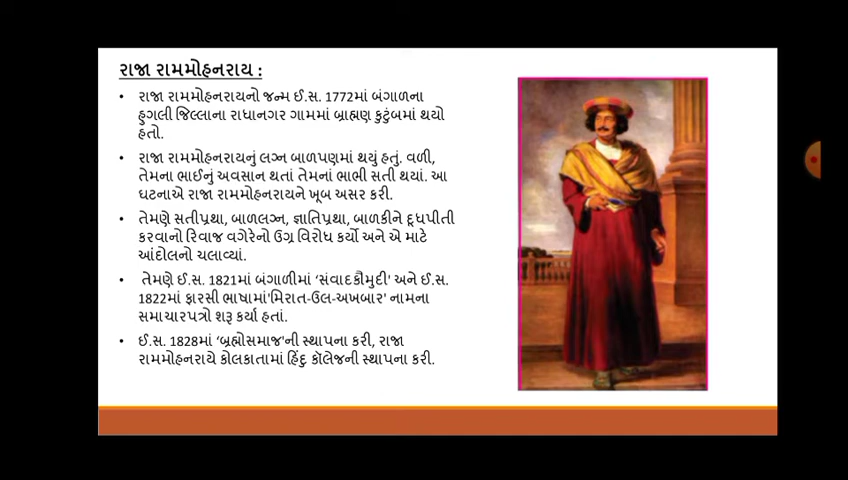 રાજા રામમોહનરાય :
• રાજા રામમોહનરાયનો જન્મ ઈ.સ. 1772માં બંગાળના
હુગલી જિલ્લાના રાધાનગર ગામમાં બ્રાહ્મણ કુટુંબમાં થયો
હતો.
• રાજા રામમોહનરાયનું લગ્ન બાળપણમાં થયું હતું. વળી,
તેમના ભાઈનું અવસાન થતાં તેમનાં ભાભી સતી થયાં. આ
ઘટનાએ રાજા રામમોહનરાયને ખૂબ અસર કરી.
• તેમણે સતીપ્રથા, બાળલગ્ન, જ્ઞાતિપ્રથા, બાળકીને દૂધપીતી
કરવાનો રિવાજ વગેરેનો ઉગ્ર વિરોધ કર્યો અને એ માટે
આંદોલનો ચલાવ્યાં.
• તેમણે ઈ.સ. 1821માં બંગાળીમાં ‘સંવાદકૌમુદી' અને ઈ.સ.
1822માં ફારસી ભાષામાં'મિરાત-ઉલ-અખબાર' નામના
સમાચારપત્રો શરૂ કર્યા હતાં.
• ઈ.સ. 1828માં ‘બ્રહ્મોસમાજ'ની સ્થાપના કરી, રાજા
રામમોહનરાયે કોલકાતામાં હિંદુ કૉલેજની સ્થાપના કરી.